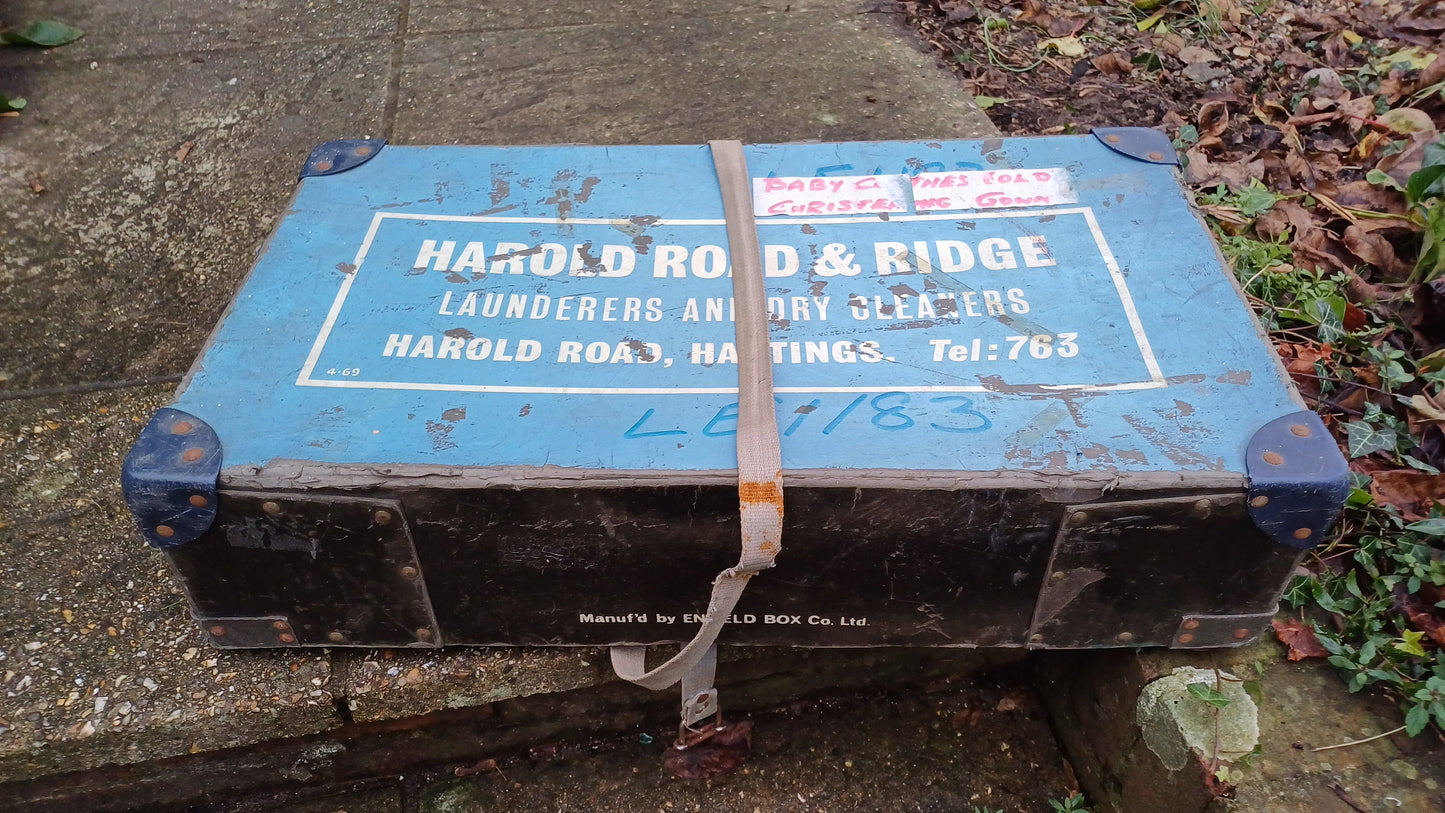 BABY CLOTHES COLD
CHRISTENING GOWN
HAROLD ROAD & RIDGE
LAUNDERERS AND DRY CLEANERS
HAROLD ROAD, HASTINGS. Tel: 763
4-69
LE1/83
Manuf'd by ENFIELD BOX Co. Ltd.